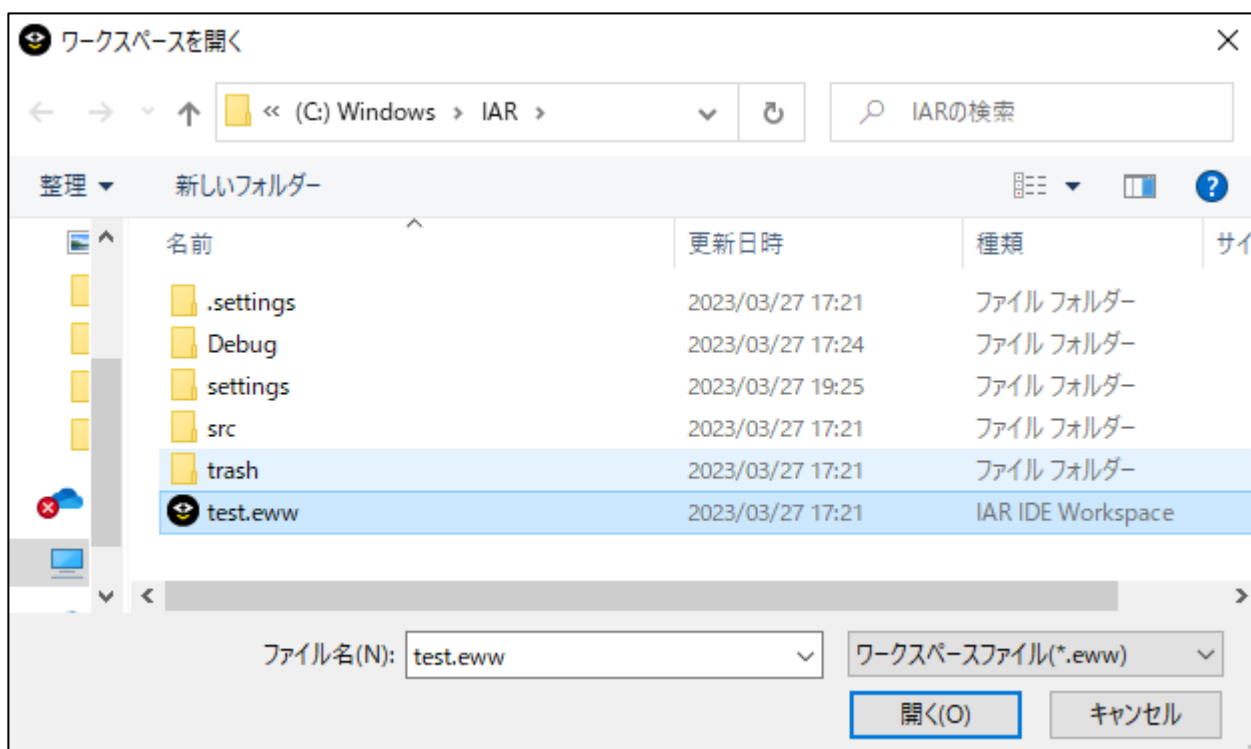 ワークスペースを開く
« (C:) Windows › IAR ›
IARの検索
整理
新しいフォルダー
名前 更新日時 種類 サイ
.settings 2023/03/27 17:21 ファイル フォルダー
Debug 2023/03/27 17:24 ファイル フォルダー
settings 2023/03/27 19:25 ファイル フォルダー
src 2023/03/27 17:21 ファイル フォルダー
trash 2023/03/27 17:21 ファイル フォルダー
test.eww 2023/03/27 17:21 IAR IDE Workspace
ファイル名(N): test.eww ワークスペースファイル(*.eww)
開く(O) キャンセル